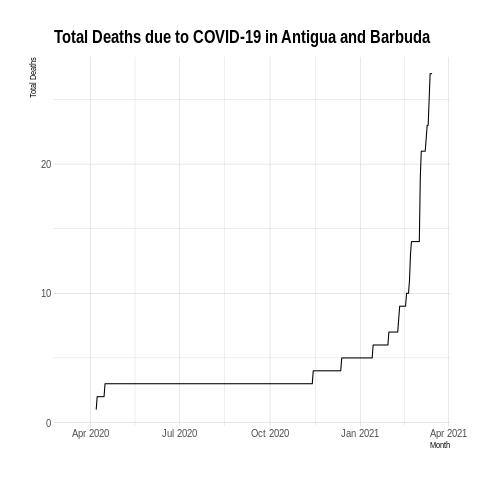 Total Deaths due to COVID-19 in Antigua and Barbuda
Total Deaths
20
10
0
Apr 2020 Jul 2020 Oct 2020 Jan 2021 Apr 2021
Month